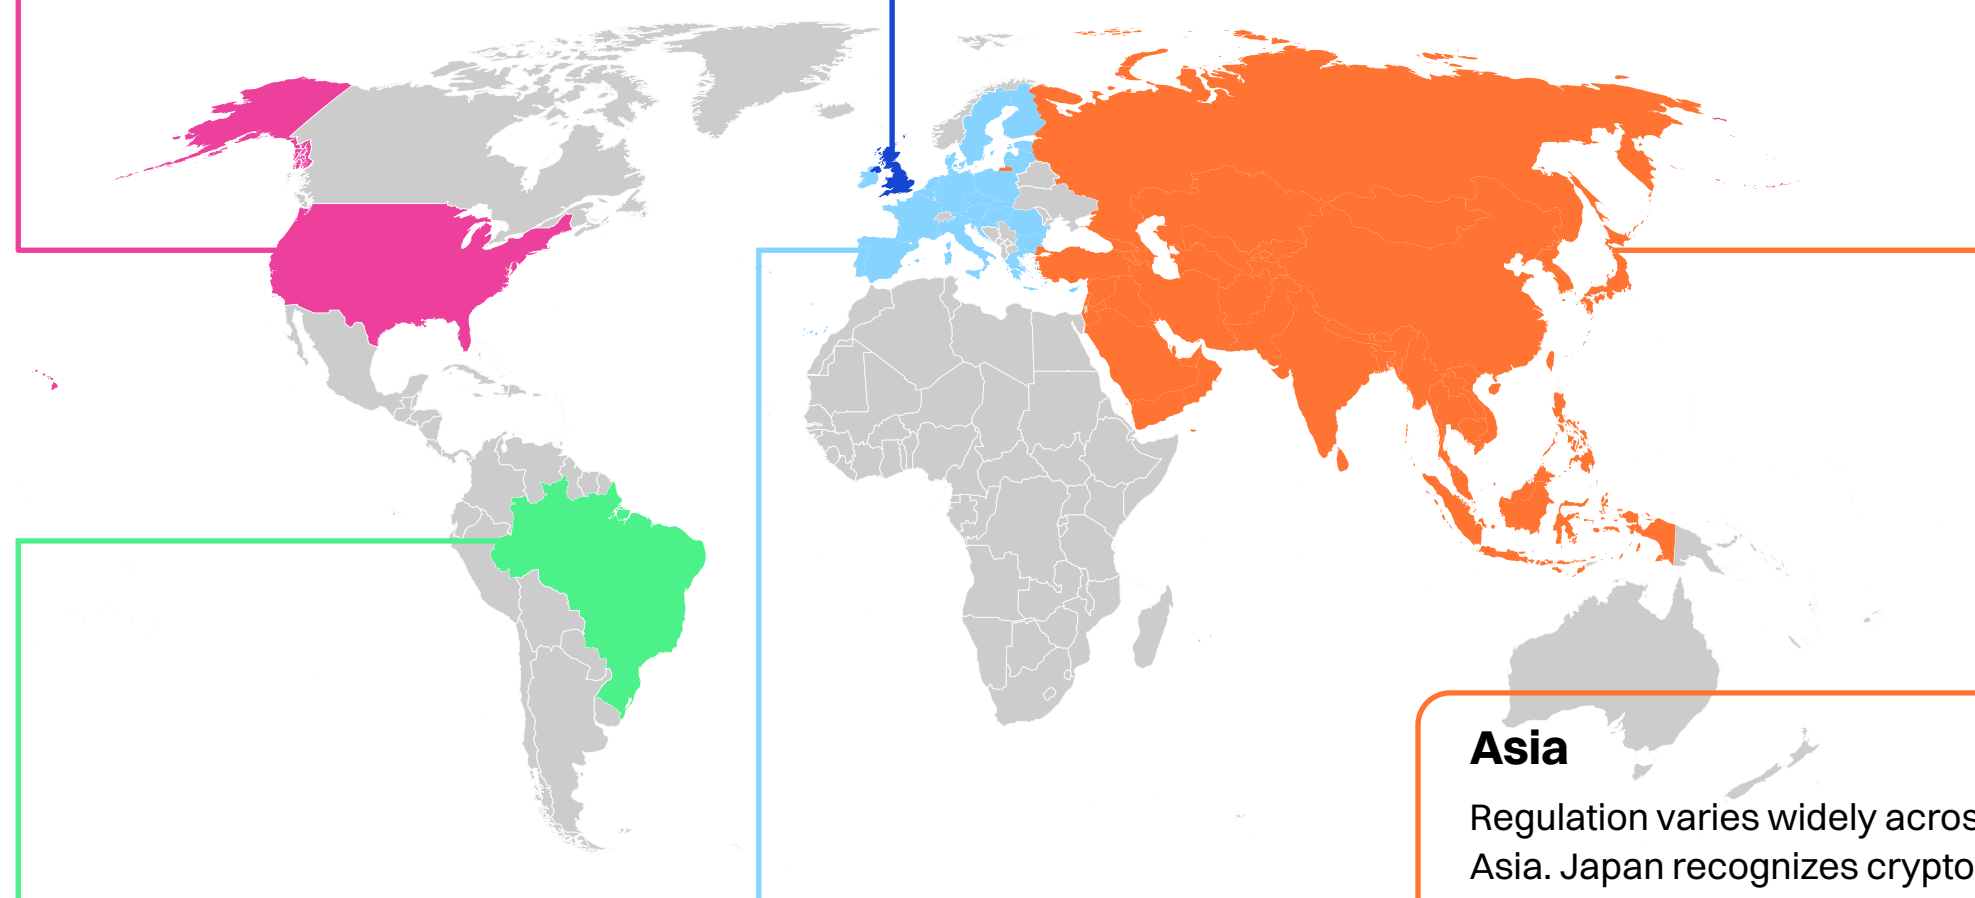 Asia
Regulation varies widely acros
Asia. Japan recognizes crypto